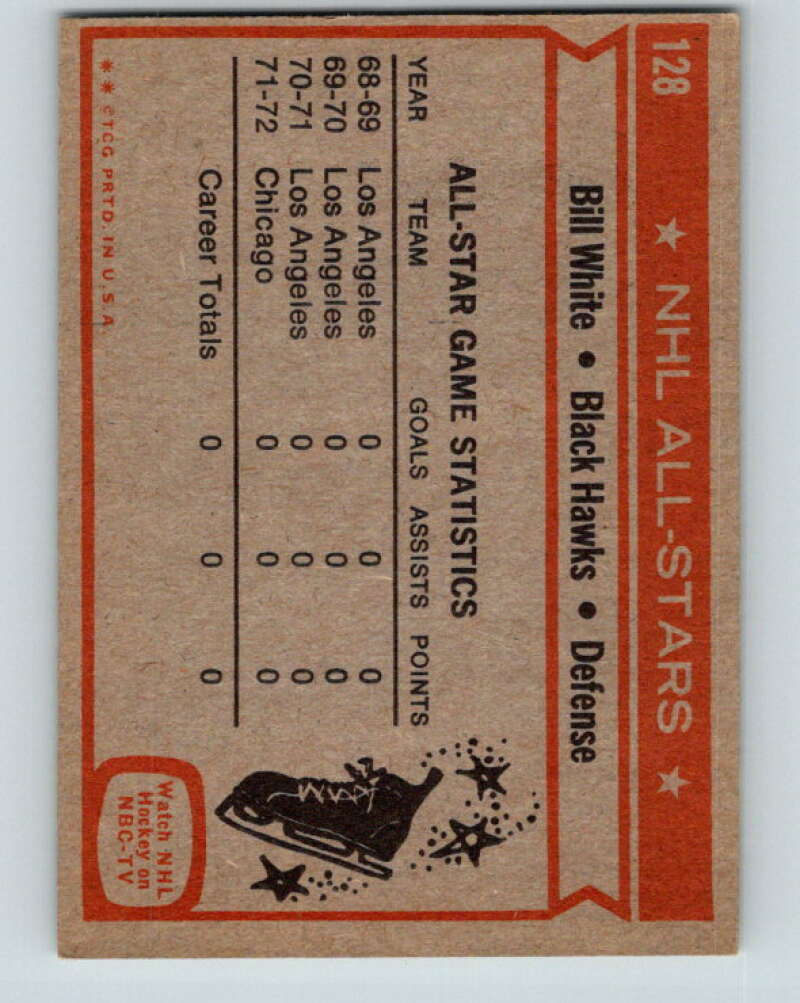 128 ★ NHL ALL-STARS ★
Bill White • Black Hawks • Defense
ALL-STAR GAME STATISTICS
YEAR TEAM GOALS ASSISTS POINTS
68-69 Los Angeles 0 0 0
69-70 Los Angeles 0 0 0
70-71 Los Angeles 0 0 0
71-72 Chicago 0 0 0
Career Totals 0 0 0
Watch NHL
Hockey on
NBC-TV
** ©TCG PRTD. IN U.S.A.